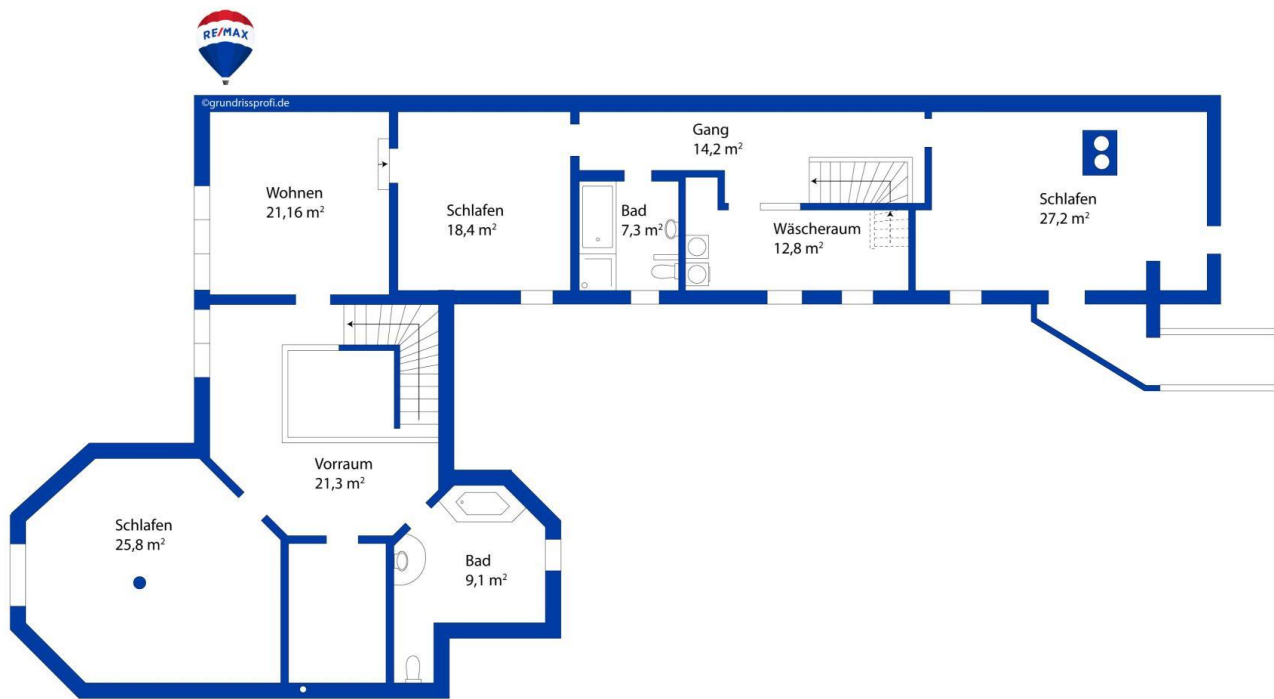 RE/MAX
©grundrissprofi.de
Gang
14,2 m²
Wohnen
21,16 m²
Schlafen
18,4 m²
Bad
7,3 m²
Wäscheraum
12,8 m²
Schlafen
27,2 m²
Vorraum
21,3 m²
Schlafen
25,8 m²
Bad
9,1 m²